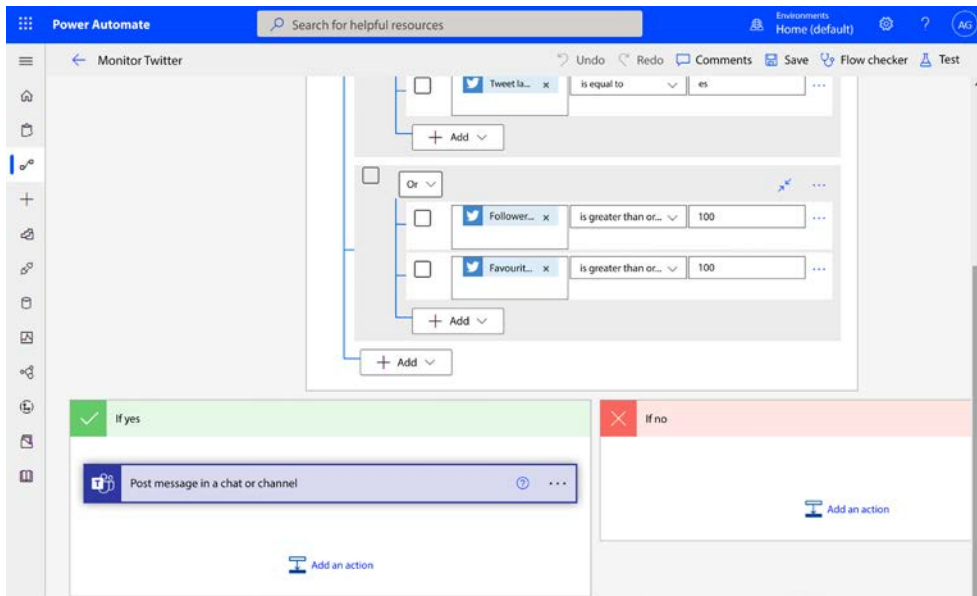 Power Automate
Search for helpful resources
Environments
Home (default)
?
AG
Monitor Twitter
Undo Redo Comments Save Flow checker Test
Tweet la... x is equal to es ...
+ Add
Or ...
Follower... x is greater than or... 100 ...
Favourit... x is greater than or... 100 ...
+ Add
+ Add
If yes
If no
Post message in a chat or channel ? ...
Add an action
Add an action